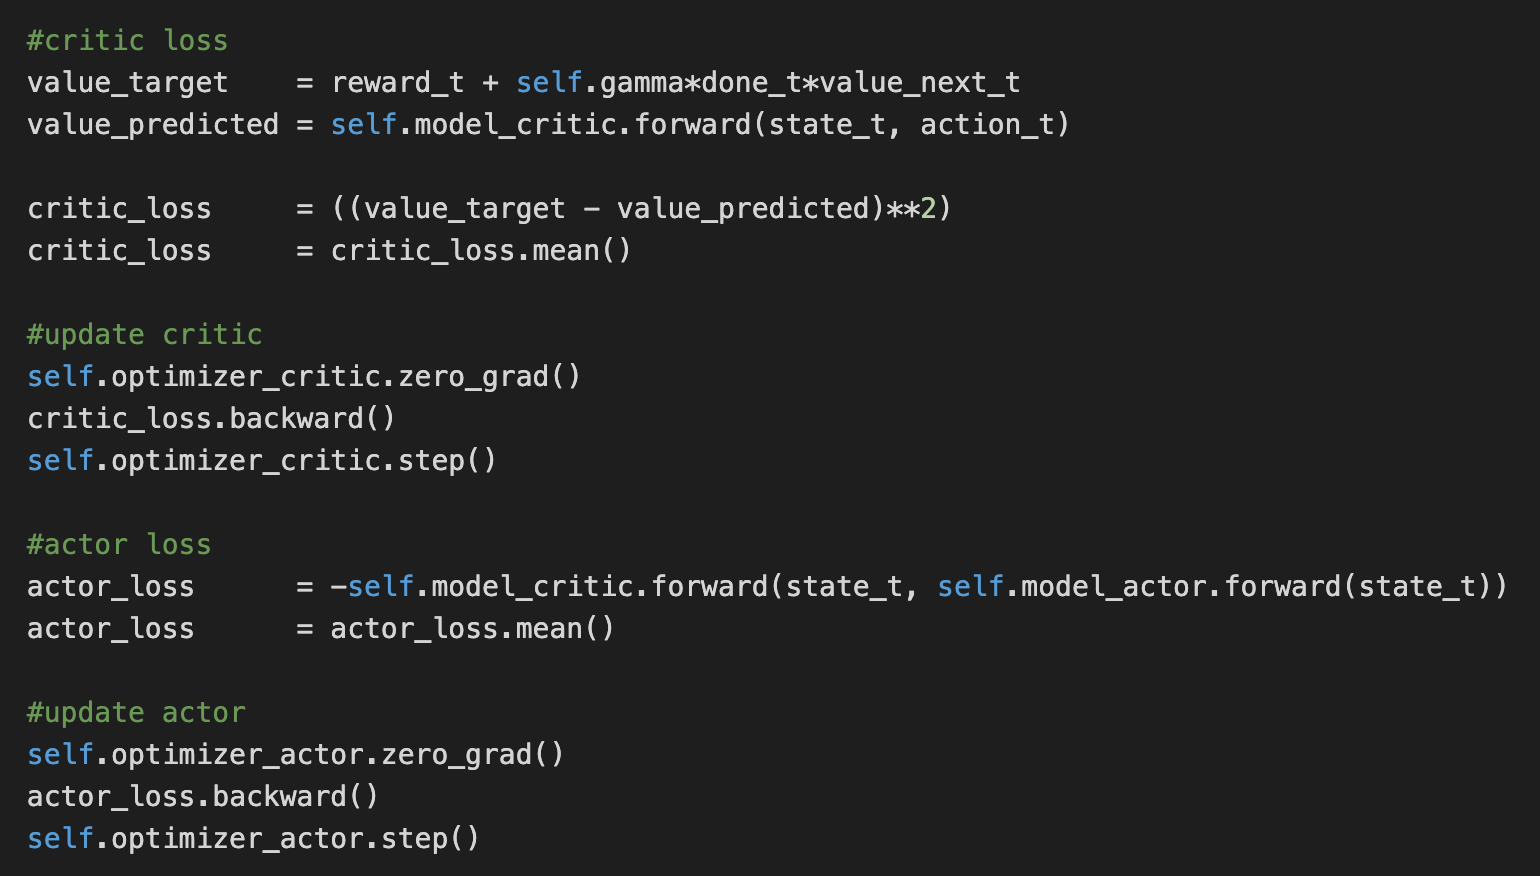 #critic loss
value_target    = reward_t + self.gamma*done_t*value_next_t
value_predicted = self.model_critic.forward(state_t, action_t)

critic_loss     = ((value_target - value_predicted)**2)
critic_loss     = critic_loss.mean()

#update critic
self.optimizer_critic.zero_grad()
critic_loss.backward()
self.optimizer_critic.step()

#actor loss
actor_loss      = -self.model_critic.forward(state_t, self.model_actor.forward(state_t))
actor_loss      = actor_loss.mean()

#update actor
self.optimizer_actor.zero_grad()
actor_loss.backward()
self.optimizer_actor.step()